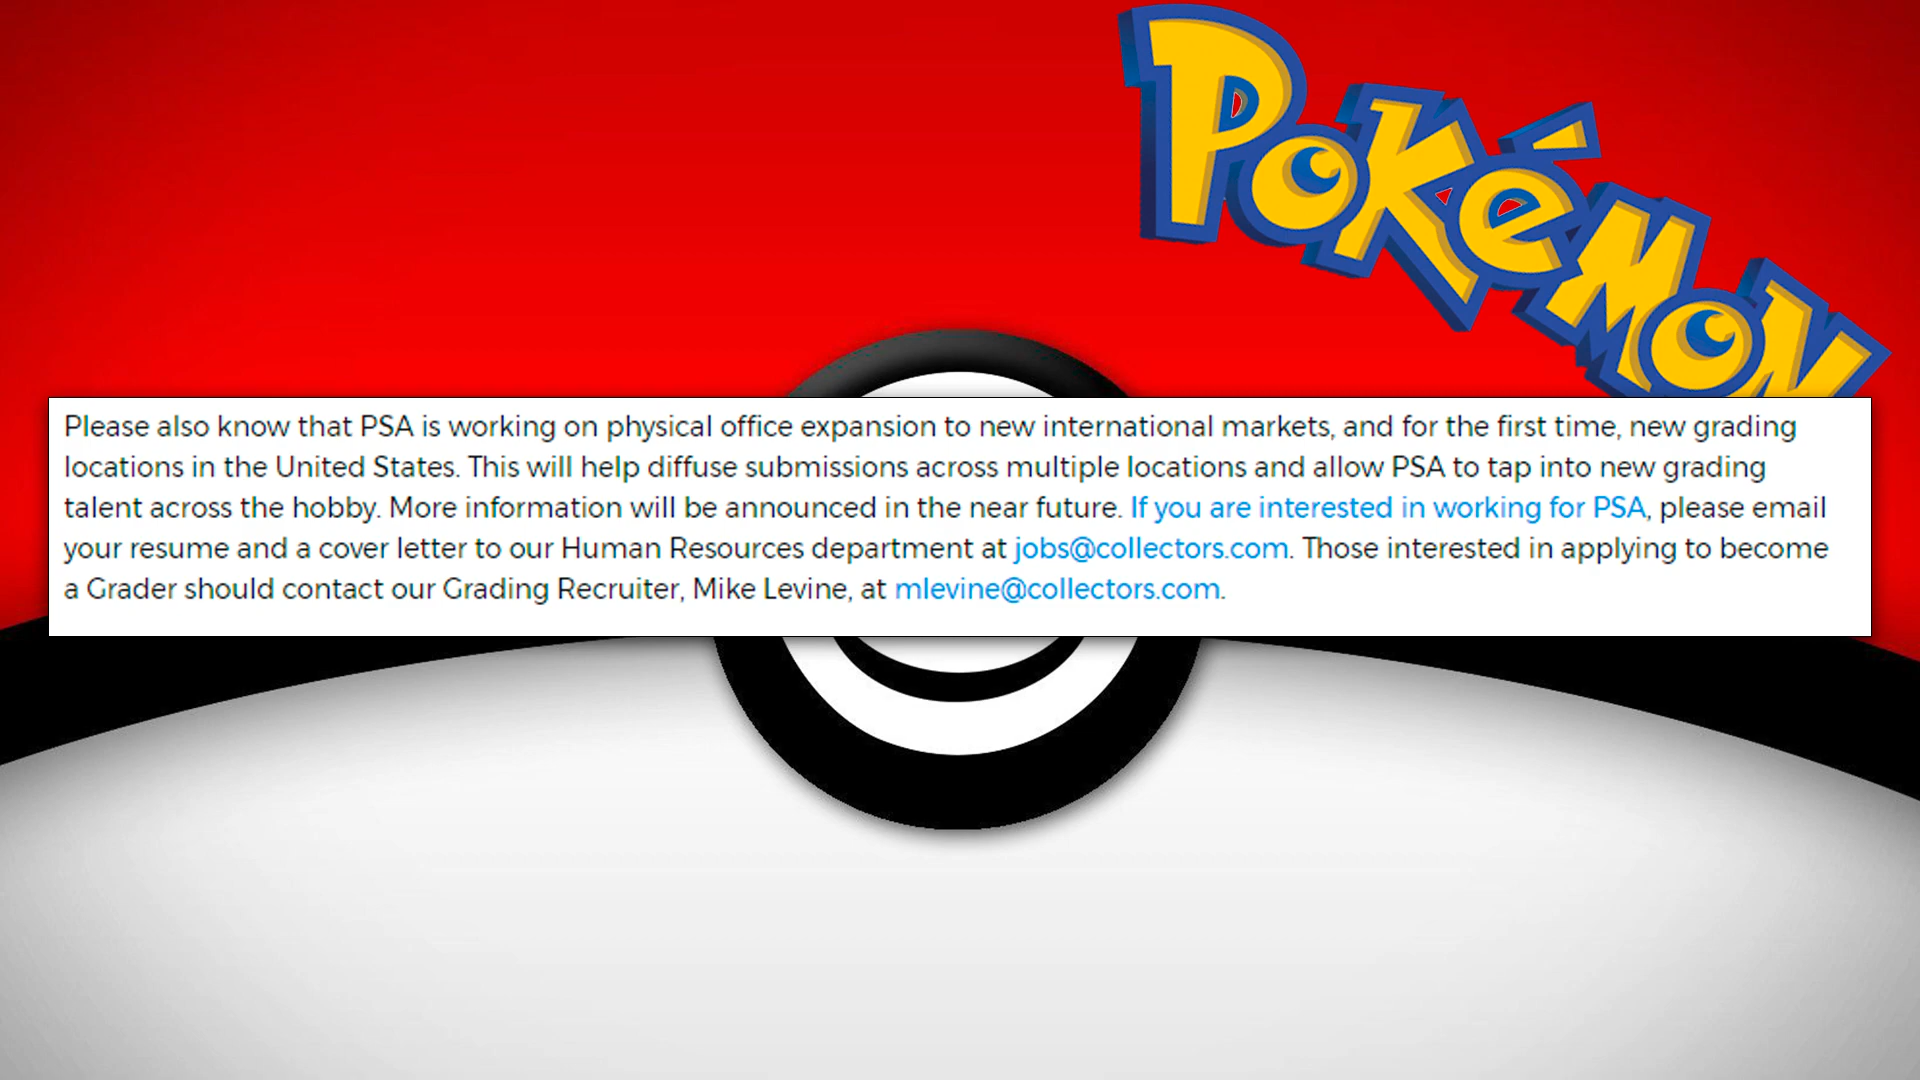 Pokémon
Please also know that PSA is working on physical office expansion to new international markets, and for the first time, new grading
locations in the United States. This will help diffuse submissions across multiple locations and allow PSA to tap into new grading
talent across the hobby. More information will be announced in the near future. If you are interested in working for PSA, please email
your resume and a cover letter to our Human Resources department at jobs@collectors.com. Those interested in applying to become
a Grader should contact our Grading Recruiter, Mike Levine, at mlevine@collectors.com.